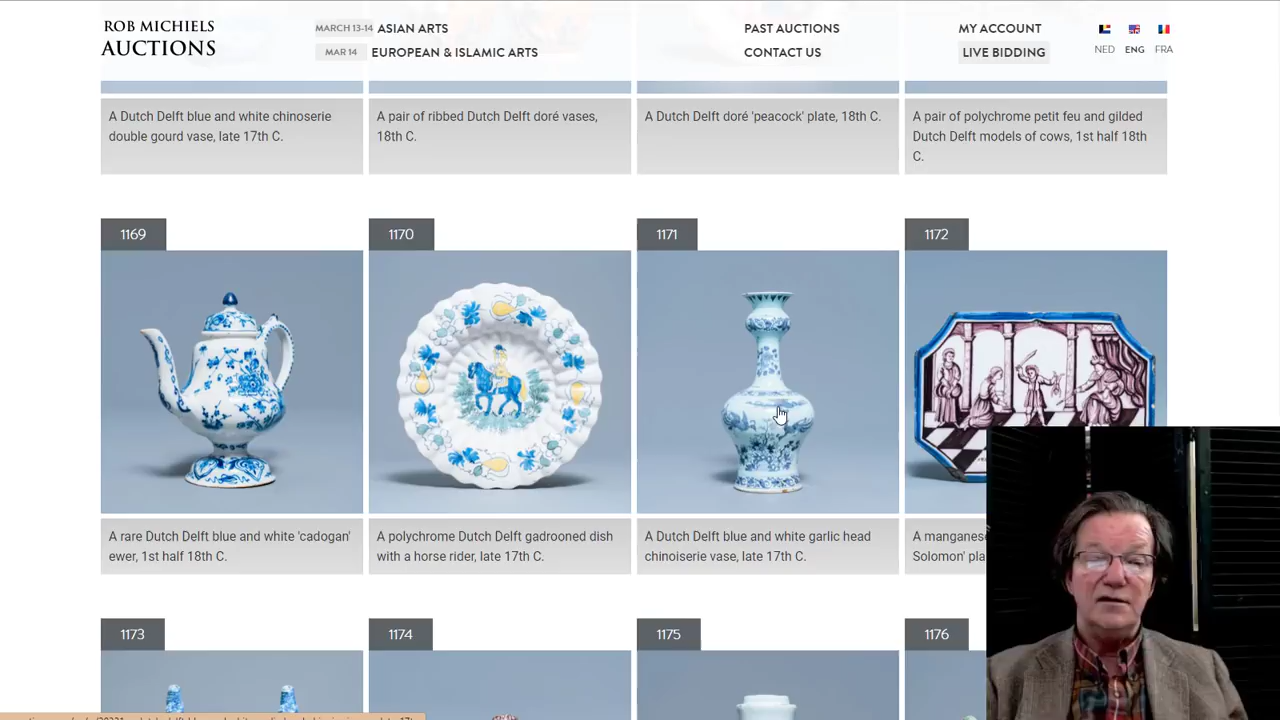 ROB MICHIELS
AUCTIONS
MARCH 13-14 ASIAN ARTS
MAR 14 EUROPEAN & ISLAMIC ARTS
PAST AUCTIONS
CONTACT US
MY ACCOUNT
LIVE BIDDING
NED ENG FRA
A Dutch Delft blue and white chinoserie
double gourd vase, late 17th C.
A pair of ribbed Dutch Delft doré vases,
18th C.
A Dutch Delft doré 'peacock' plate, 18th C.
A pair of polychrome petit feu and gilded
Dutch Delft models of cows, 1st half 18th
C.
1169
1170
1171
1172
A rare Dutch Delft blue and white 'cadogan'
ewer, 1st half 18th C.
A polychrome Dutch Delft gadrooned dish
with a horse rider, late 17th C.
A Dutch Delft blue and white garlic head
chinoiserie vase, late 17th C.
A manganes
Solomon' pla
1173
1174
1175
1176